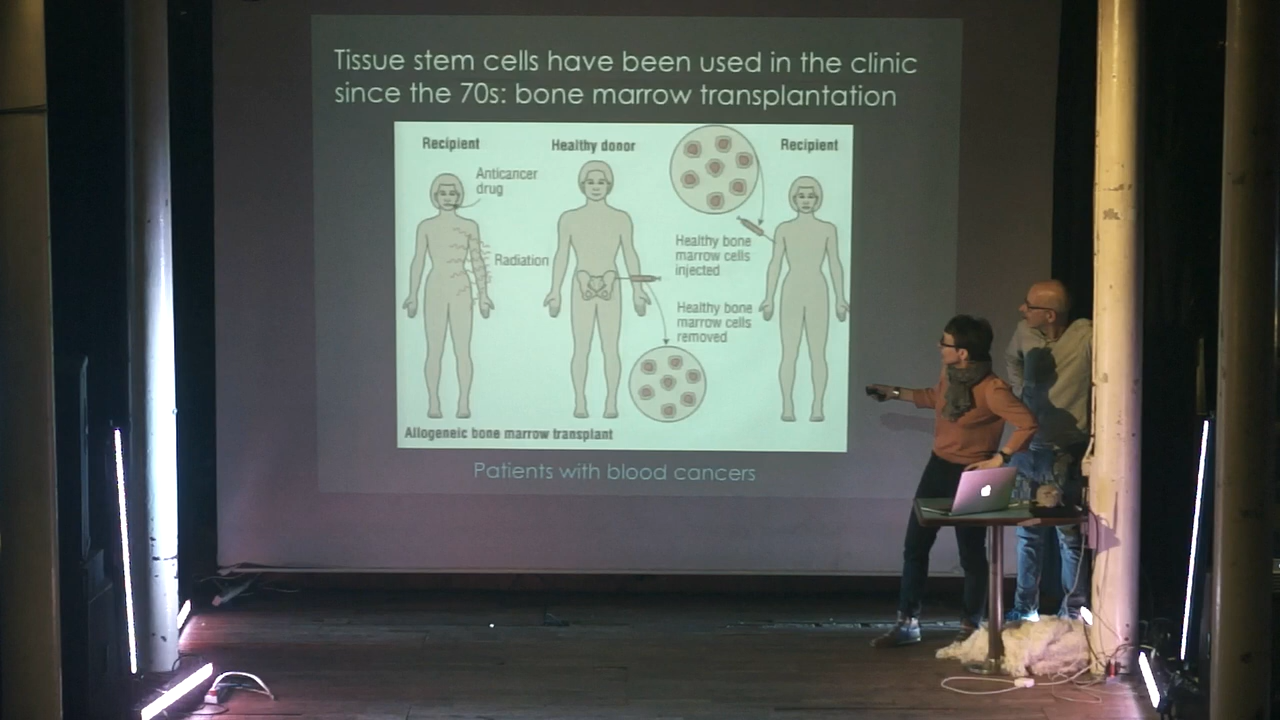 Tissue stem cells have been used in the clinic
since the 70s: bone marrow transplantation
Recipient
Healthy donor
Recipient
Anticancer
drug
Radiation
Healthy bone
marrow cells
injected
Healthy bone
marrow cells
removed
Allogeneic bone marrow transplant
Patients with blood cancers